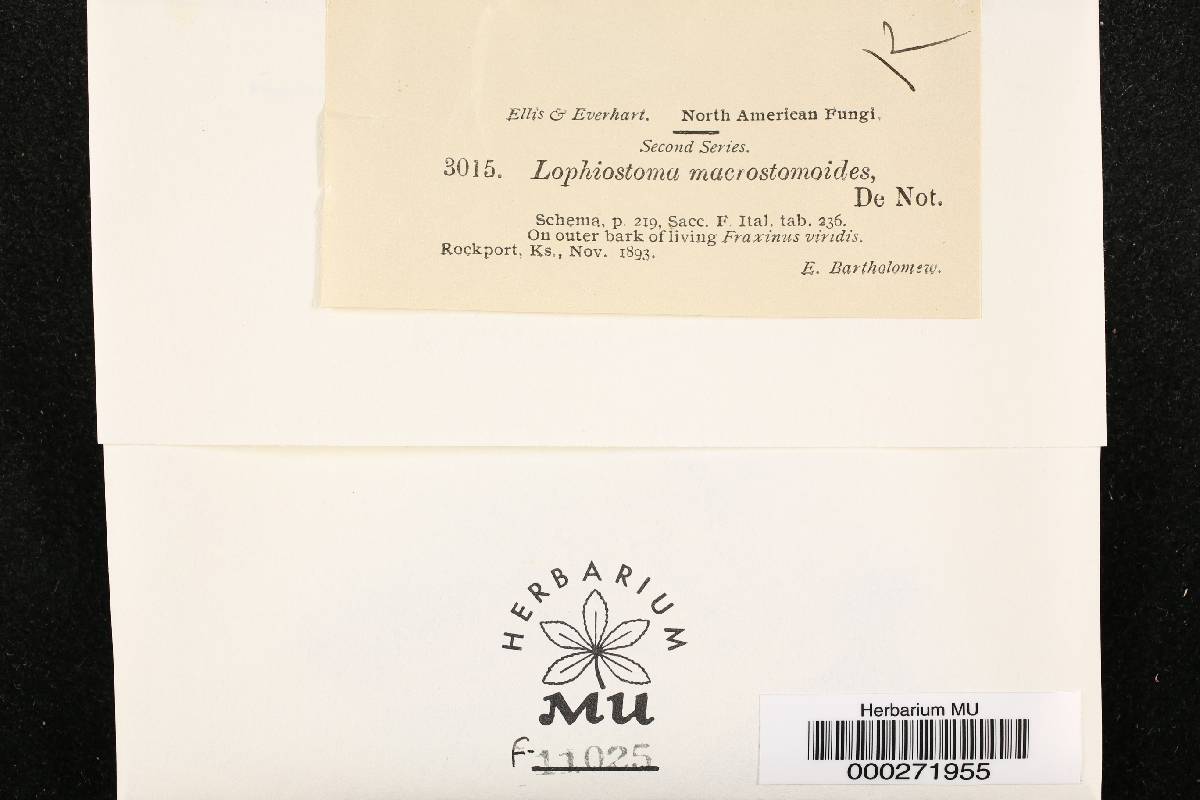 Ellis & Everhart. North American Fungi,
Second Series.
3015. Lophiostoma macrostomoides,
De Not.
Schema, p. 219, Sacc. F. Ital. tab. 236.
On outer bark of living Fraxinus viridis.
Rockport, Ks., Nov. 1893.
E. Bartholomew.
HERBARIUM
MU
F-11025
Herbarium MU
000271955